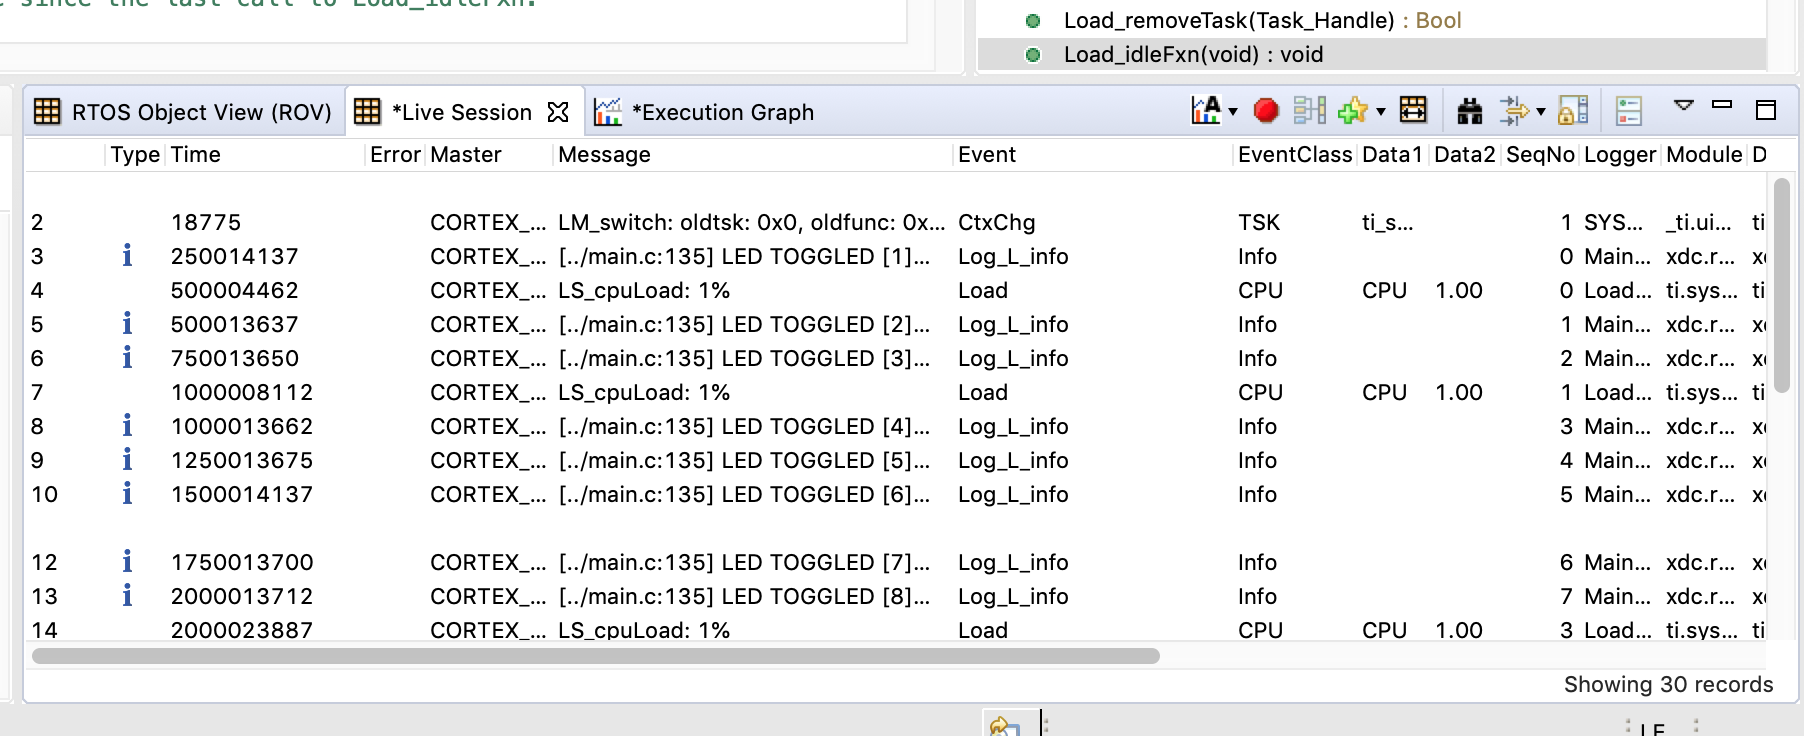 since the last call to Load_idleFxn.
Load_removeTask(Task_Handle) : Bool
Load_idleFxn(void) : void
RTOS Object View (ROV) *Live Session *Execution Graph
Type Time Error Master Message Event EventClass Data1 Data2 SeqNo Logger Module D
2 18775 CORTEX_... LM_switch: oldtsk: 0x0, oldfunc: 0x... CtxChg TSK ti_s... 1 SYS... _ti.ui... ti
3 i 250014137 CORTEX_... [../main.c:135] LED TOGGLED [1]... Log_L_info Info 0 Main... xdc.r... x
4 500004462 CORTEX_... LS_cpuLoad: 1% Load CPU CPU 1.00 0 Load... ti.sys... ti
5 i 500013637 CORTEX_... [../main.c:135] LED TOGGLED [2]... Log_L_info Info 1 Main... xdc.r... x
6 i 750013650 CORTEX_... [../main.c:135] LED TOGGLED [3]... Log_L_info Info 2 Main... xdc.r... x
7 1000008112 CORTEX_... LS_cpuLoad: 1% Load CPU CPU 1.00 1 Load... ti.sys... ti
8 i 1000013662 CORTEX_... [../main.c:135] LED TOGGLED [4]... Log_L_info Info 3 Main... xdc.r... x
9 i 1250013675 CORTEX_... [../main.c:135] LED TOGGLED [5]... Log_L_info Info 4 Main... xdc.r... x
10 i 1500014137 CORTEX_... [../main.c:135] LED TOGGLED [6]... Log_L_info Info 5 Main... xdc.r... x
12 i 1750013700 CORTEX_... [../main.c:135] LED TOGGLED [7]... Log_L_info Info 6 Main... xdc.r... x
13 i 2000013712 CORTEX_... [../main.c:135] LED TOGGLED [8]... Log_L_info Info 7 Main... xdc.r... x
14 2000023887 CORTEX_... LS_cpuLoad: 1% Load CPU CPU 1.00 3 Load... ti.sys... ti
Showing 30 records
LE